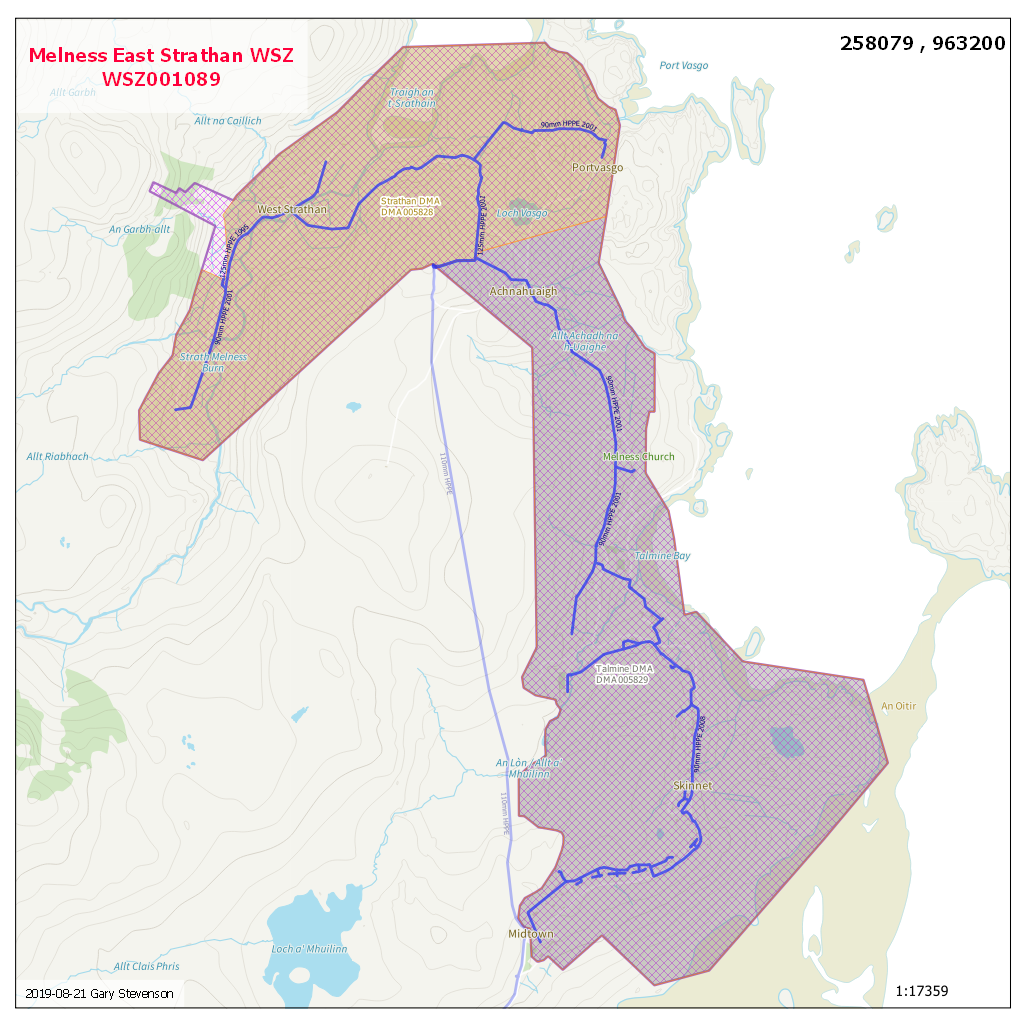 Melness East Strathan WSZ
WSZ001089
258079 , 963200
Port Vasgo
Allt Garbh
Tràigh an
t-Srathain
Allt na Caillich
90mm HPPE 2001
Portvasgo
Strathan DMA
DMA 005828
West Strathan
Loch Vasgo
125mm HPPE 2001
An Garbh-allt
125mm HPPE 1995
Achnahuaigh
90mm HPPE 2001
Allt Achadh na
h-Uaighe
Strath Melness
Burn
90mm HPPE 2001
Allt Riabhach
110mm HPPE
Melness Church
90mm HPPE 2001
Talmine Bay
Talmine DMA
DMA 005829
An Oitir
90mm HPPE 2008
An Lòn / Allt a'
Mhuilinn
Skinnet
110mm HPPE
Midtown
Loch a' Mhuilinn
Allt Clais Phris
2019-08-21 Gary Stevenson
1:17359